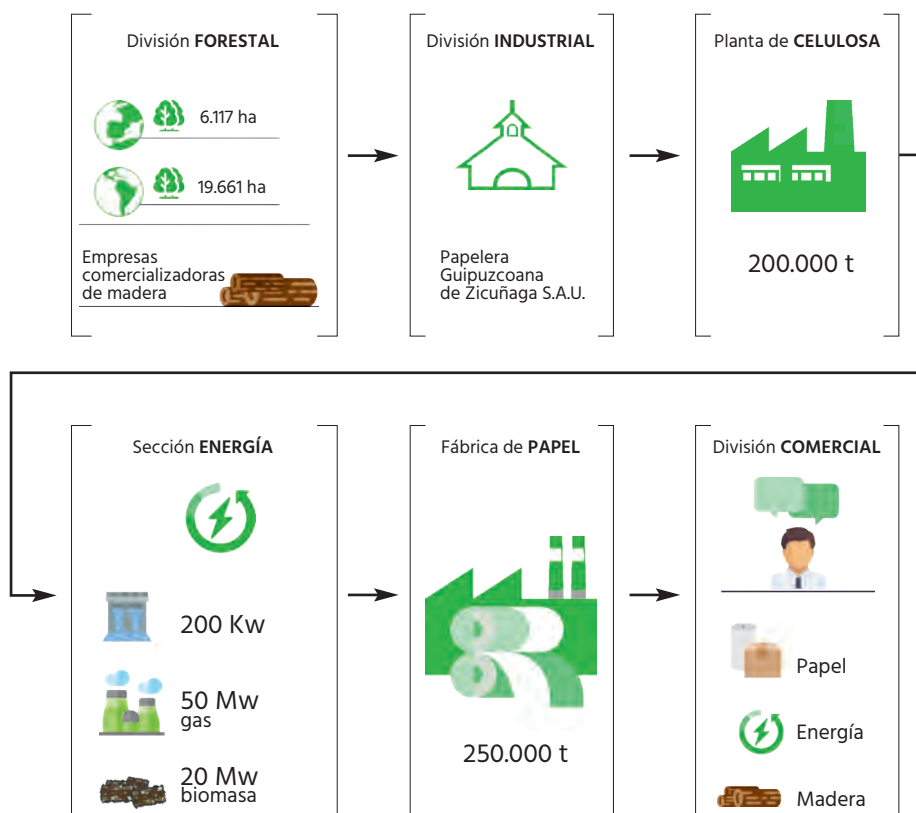 División FORESTAL
6.117 ha
19.661 ha
Empresas
comercializadoras
de madera
División INDUSTRIAL
Papelera
Guipuzcoana
de Zicuñaga S.A.U.
Planta de CELULOSA
200.000 t
Sección ENERGÍA
200 Kw
50 Mw
gas
20 Mw
biomasa
Fábrica de PAPEL
250.000 t
División COMERCIAL
Papel
Energía
Madera